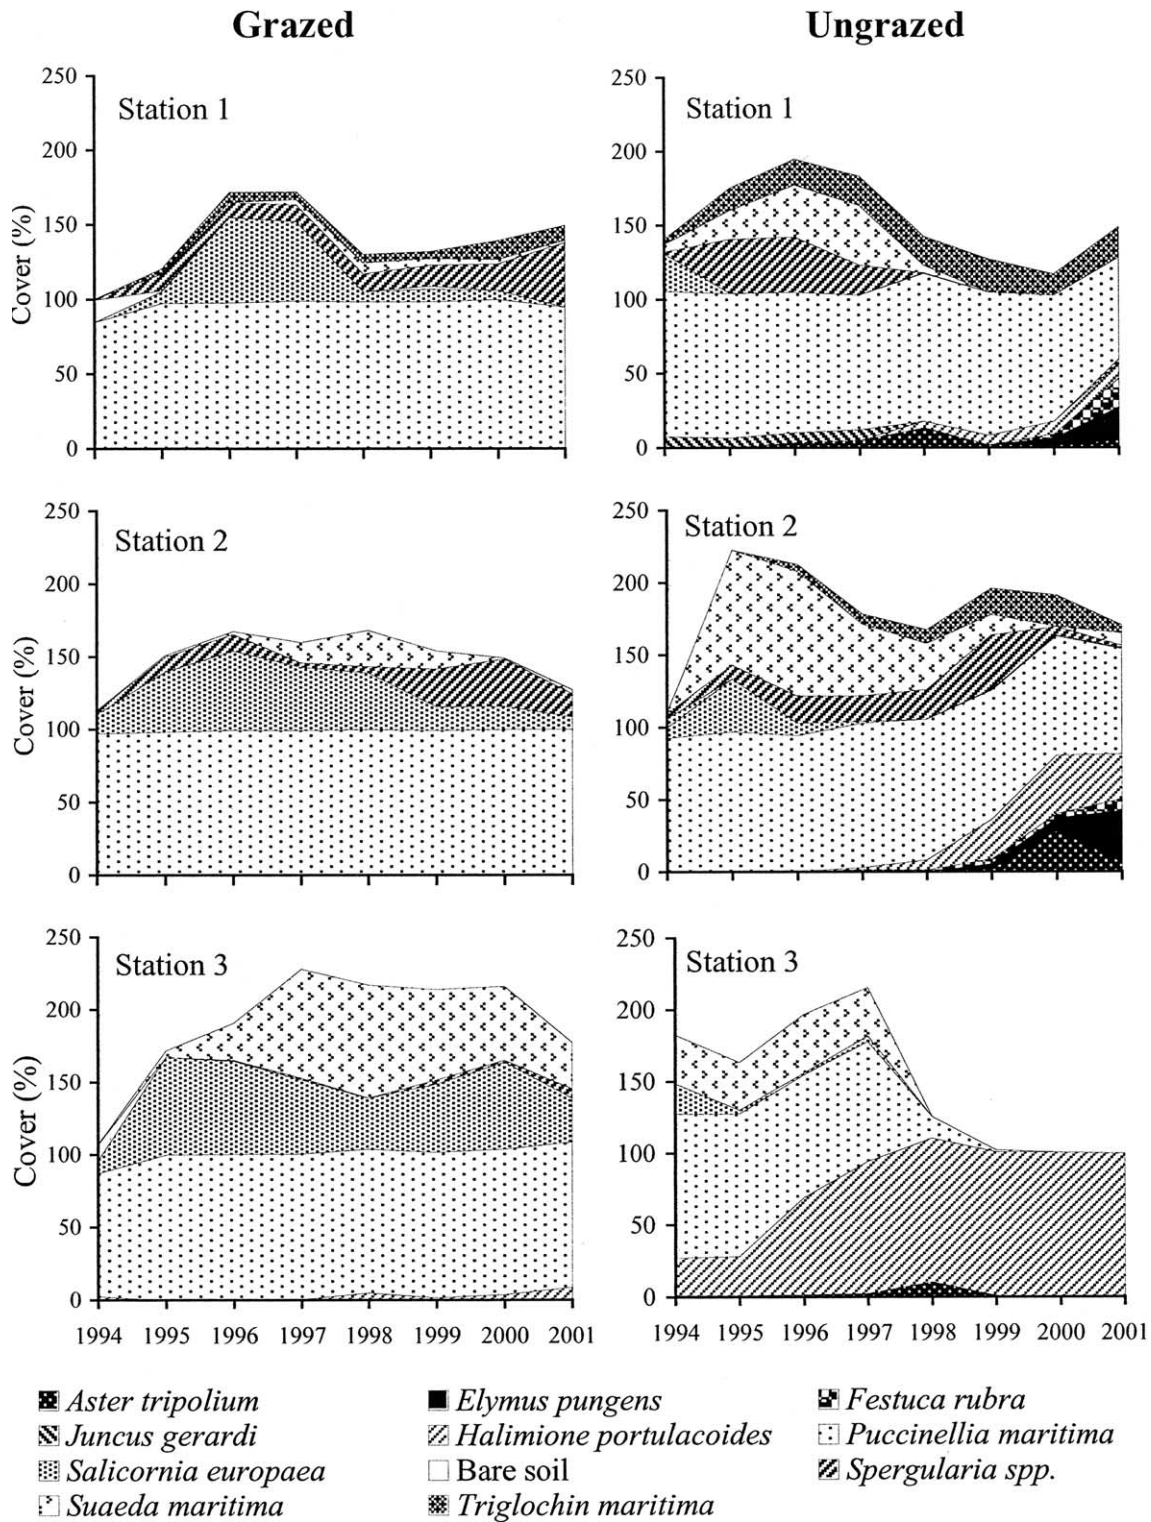 Grazed Ungrazed
250 250
Station 1 Station 1
200 200
150 150
100 100
50 50
0 0
Cover (%)
250 250
Station 2 Station 2
200 200
150 150
100 100
50 50
0 0
Cover (%)
250 250
Station 3 Station 3
200 200
150 150
100 100
50 50
0 0
Cover (%)
1994 1995 1996 1997 1998 1999 2000 2001 1994 1995 1996 1997 1998 1999 2000 2001
Aster tripolium Elymus pungens Festuca rubra
Juncus gerardi Halimione portulacoides Puccinellia maritima
Salicornia europaea Bare soil Spergularia spp.
Suaeda maritima Triglochin maritima